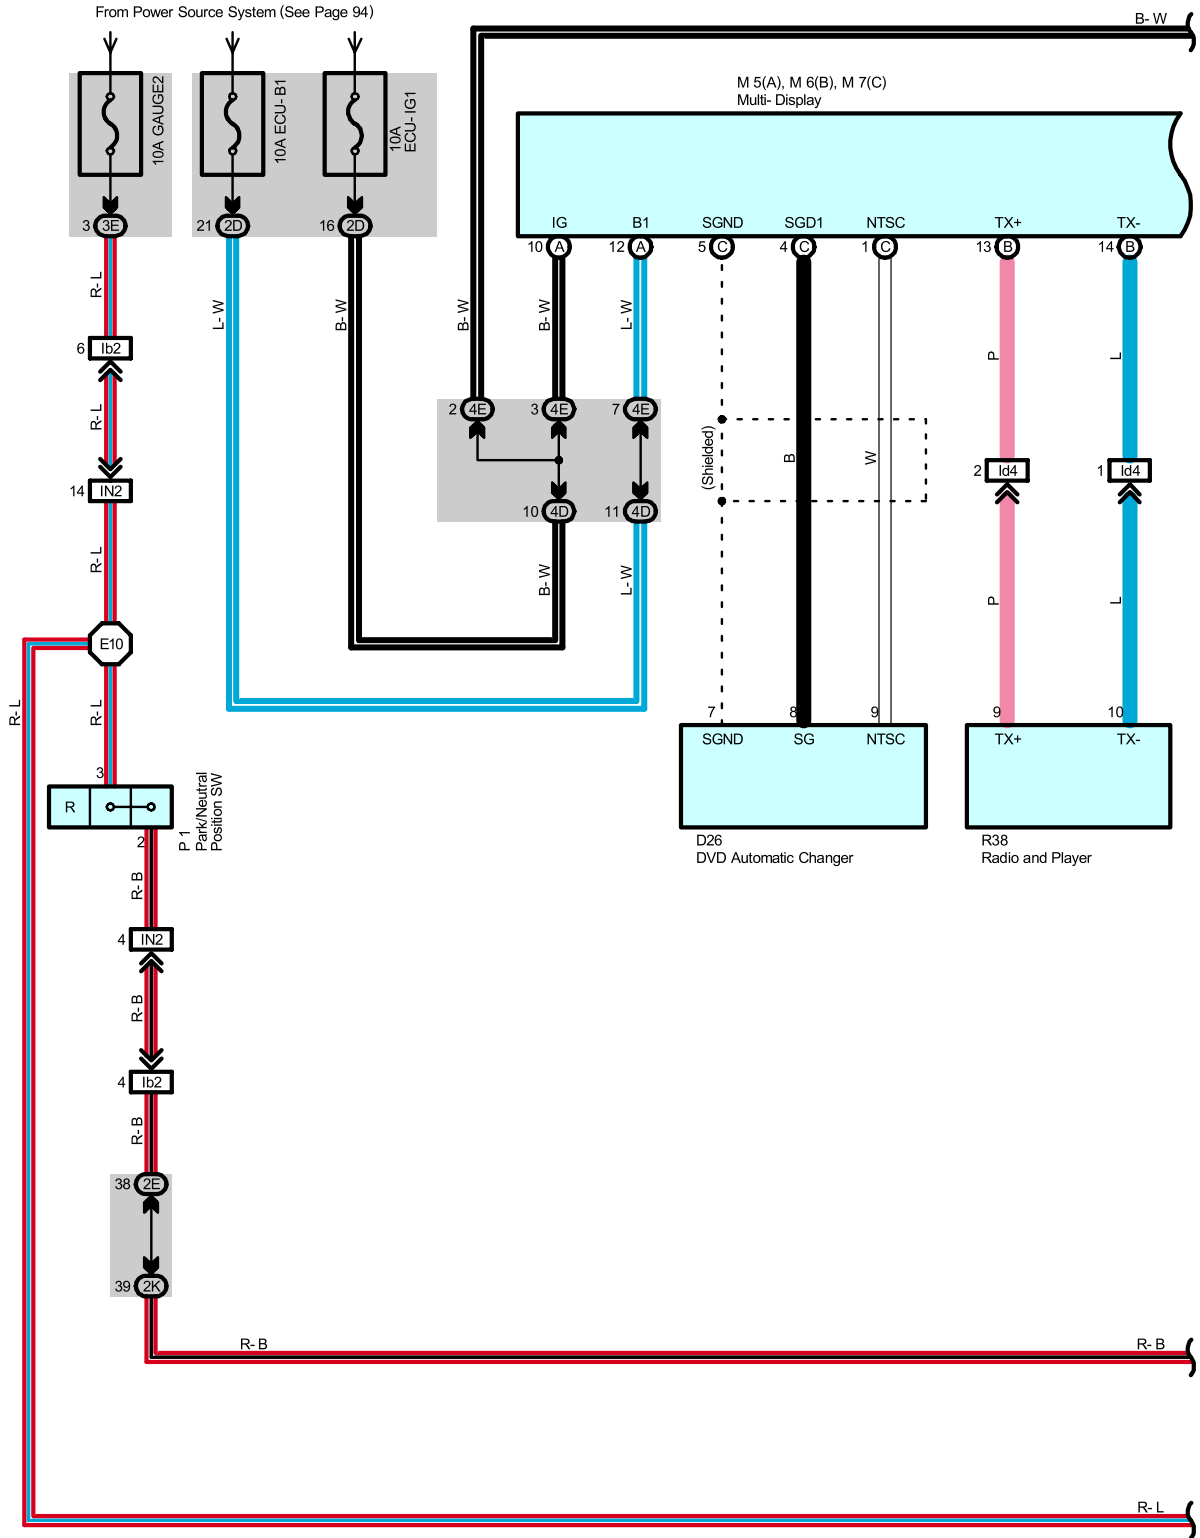 From Power Source System (See Page 94)
B- W
10A GAUGE2
10A ECU- B1
10A
ECU- IG1
M 5(A), M 6(B), M 7(C)
Multi- Display
IG
B1
SGND
SGD1
NTSC
TX+
TX-
3 3E
21 2D
16 2D
10 A
12 A
5 C
4 C
1 C
13 B
14 B
R- L
L- W
B- W
B- W
B- W
L- W
P
L
6 Ib2
R- L
2 4E
3 4E
7 4E
(Shielded)
B
W
14 IN2
2 Id4
1 Id4
10 4D
11 4D
R- L
B- W
L- W
P
L
E10
R- L
R- L
7
8
9
9
10
SGND
SG
NTSC
TX+
TX-
3
R
P 1
Park/Neutral
Position SW
2
D26
DVD Automatic Changer
R38
Radio and Player
R- B
4 IN2
R- B
4 Ib2
R- B
38 2E
39 2K
R- B
R- B
R- L